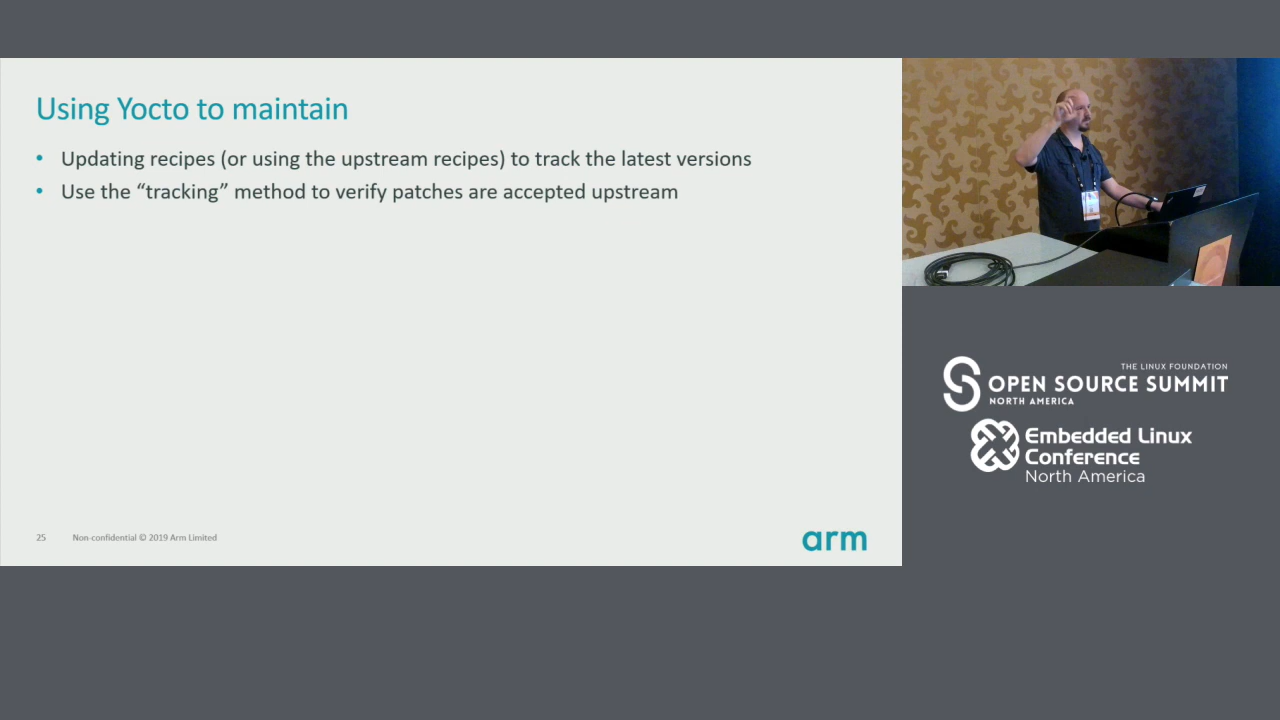 Using Yocto to maintain
• Updating recipes (or using the upstream recipes) to track the latest versions
• Use the “tracking” method to verify patches are accepted upstream
25 Non-confidential © 2019 Arm Limited
arm
THE LINUX FOUNDATION
OPEN SOURCE SUMMIT
NORTH AMERICA
Embedded Linux
Conference
North America